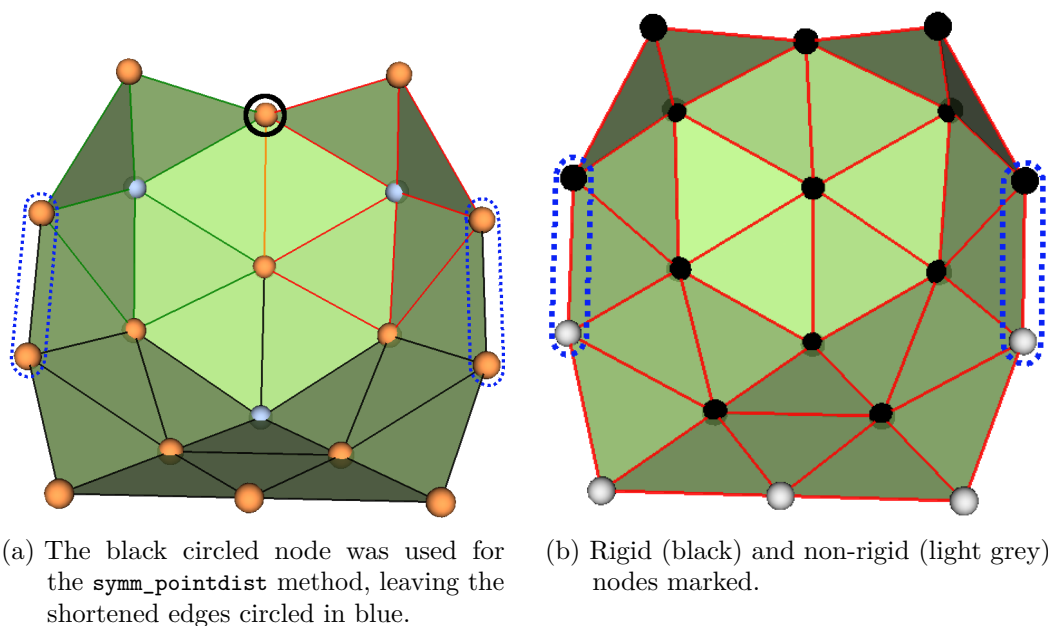 (a) The black circled node was used for
the symm_pointdist method, leaving the
shortened edges circled in blue.
(b) Rigid (black) and non-rigid (light grey)
nodes marked.